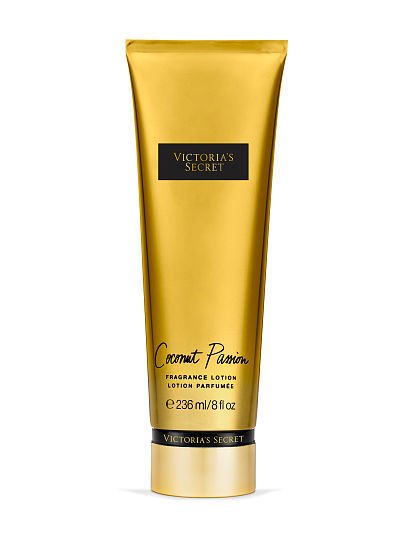 VICTORIA'S
SECRET
Coconut Passion
FRAGRANCE LOTION
LOTION PARFUMÉE
℮ 236 ml/8 fl oz
VICTORIA'S SECRET